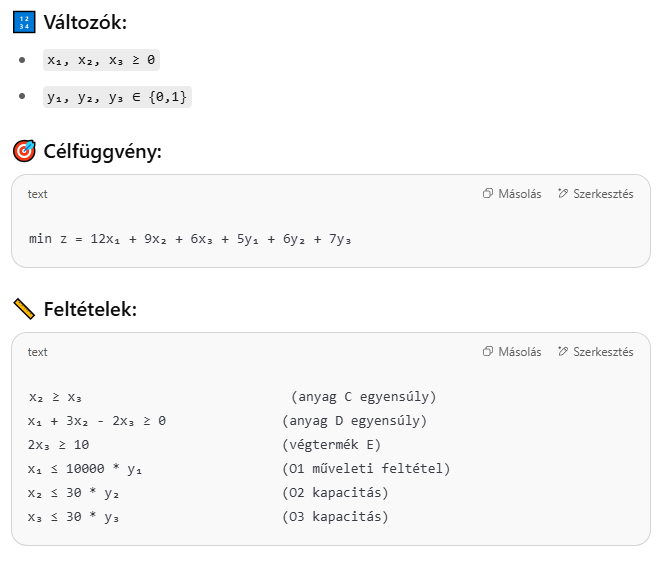 Változók:
x₁, x₂, x₃ ≥ 0
y₁, y₂, y₃ ∈ {0,1}
Célfüggvény:
text Másolás Szerkesztés
min z = 12x₁ + 9x₂ + 6x₃ + 5y₁ + 6y₂ + 7y₃
Feltételek:
text Másolás Szerkesztés
x₂ ≥ x₃ (anyag C egyensúly)
x₁ + 3x₂ - 2x₃ ≥ 0 (anyag D egyensúly)
2x₃ ≥ 10 (végtermék E)
x₁ ≤ 10000 * y₁ (O1 műveleti feltétel)
x₂ ≤ 30 * y₂ (O2 kapacitás)
x₃ ≤ 30 * y₃ (O3 kapacitás)